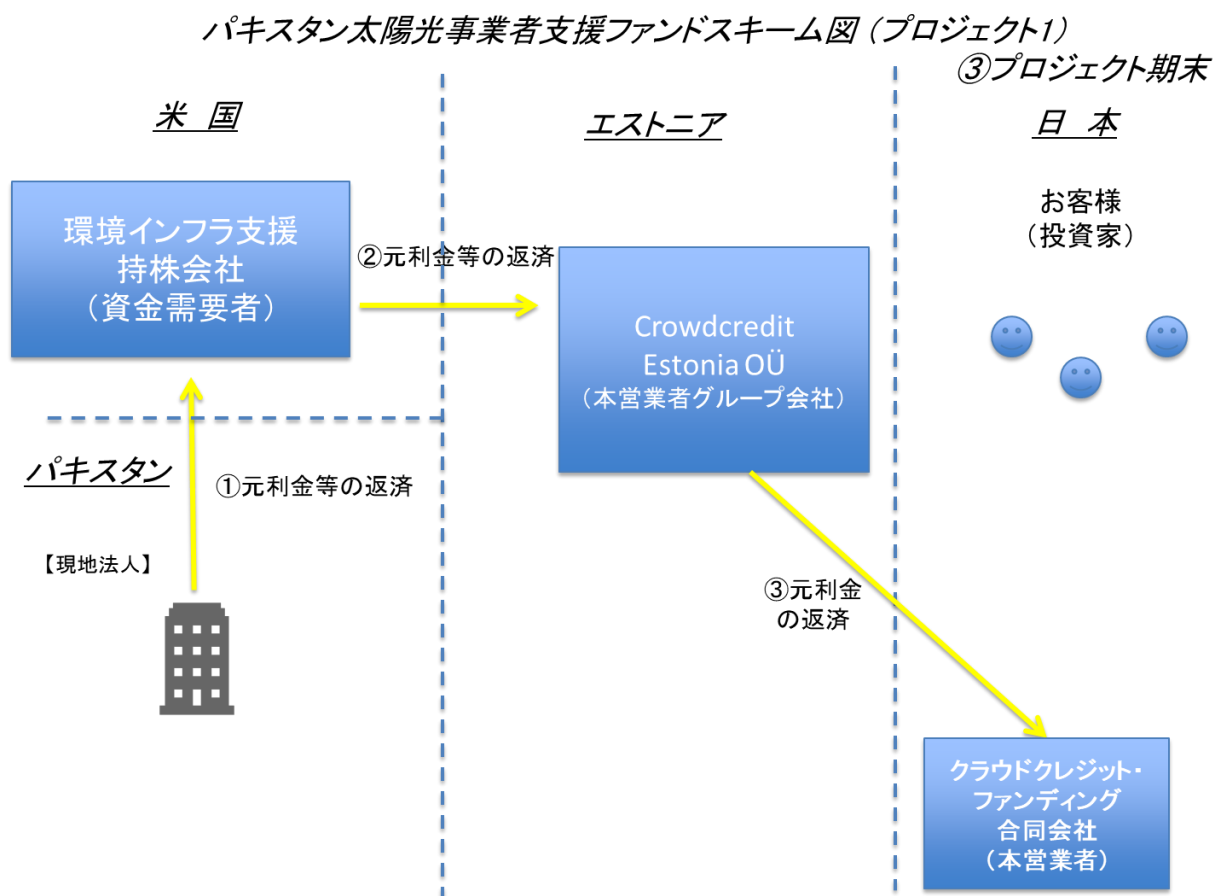 パキスタン太陽光事業者支援ファンドスキーム図（プロジェクト1）
③プロジェクト期末
米　国
エストニア
日　本
環境インフラ支援
持株会社
（資金需要者）
②元利金等の返済
Crowdcredit
Estonia OÜ
（本営業者グループ会社）
お客様
（投資家）
パキスタン
①元利金等の返済
【現地法人】
③元利金
の返済
クラウドクレジット・
ファンディング
合同会社
（本営業者）